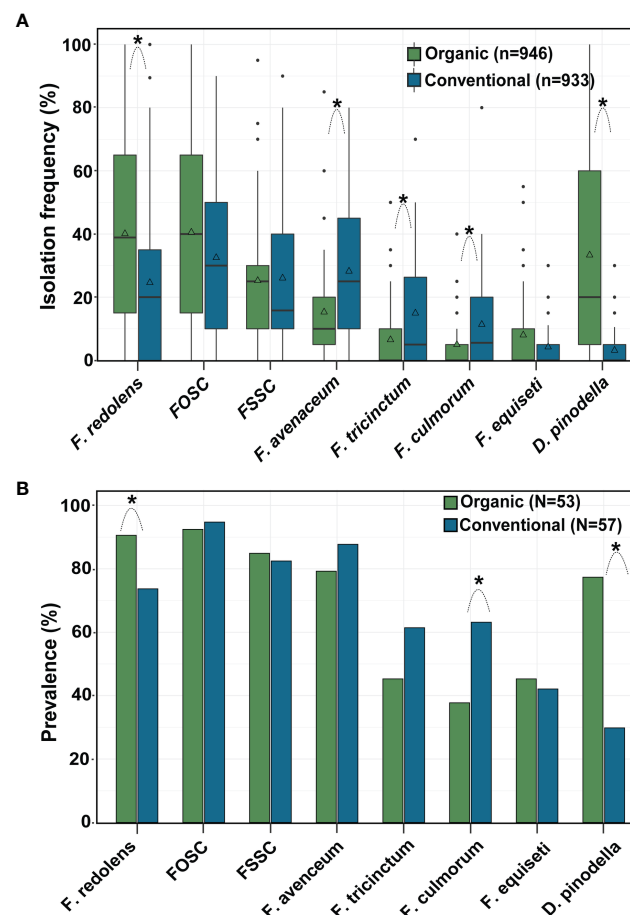 A
Isolation frequency (%)
100
80
60
40
20
0
Organic (n=946)
Conventional (n=933)
*
*
*
*
*
F. redolens
FOSC
FSSC
F. avenaceum
F. tricinctum
F. culmorum
F. equiseti
D. pinodella
B
Prevalence (%)
100
80
60
40
20
0
Organic (N=53)
Conventional (N=57)
*
*
*
F. redolens
FOSC
FSSC
F. avenceum
F. tricinctum
F. culmorum
F. equiseti
D. pinodella